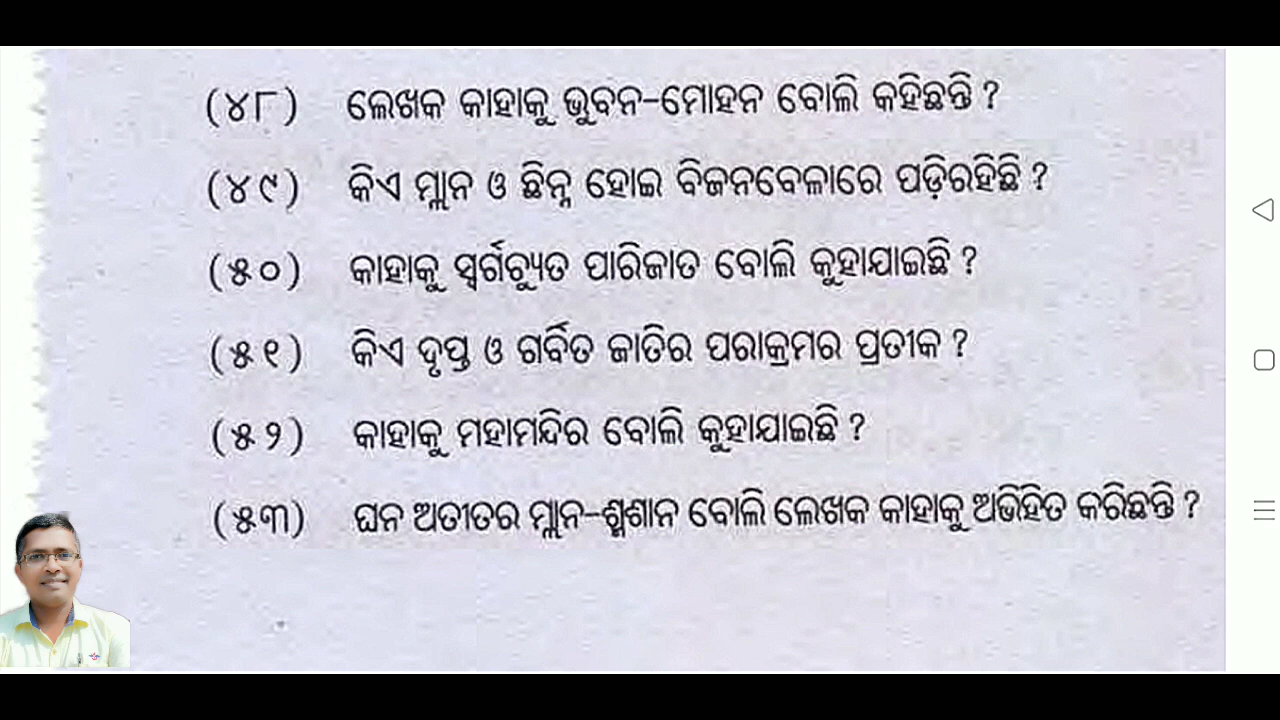 (୪୮) ଲେଖକ କାହାକୁ ଭୁବନ-ମୋହନ ବୋଲି କହିଛନ୍ତି ?
(୪୯) କିଏ ମ୍ଲାନ ଓ ଛିନ୍ନ ହୋଇ ବିଜନବେଳାରେ ପଡ଼ିରହିଛି ?
(୫୦) କାହାକୁ ସ୍ୱର୍ଗଚ୍ୟୁତ ପାରିଜାତ ବୋଲି କୁହାଯାଇଛି ?
(୫୧) କିଏ ଦୃପ୍ତ ଓ ଗର୍ବିତ ଜାତିର ପରାକ୍ରମର ପ୍ରତୀକ ?
(୫୨) କାହାକୁ ମହାମନ୍ଦିର ବୋଲି କୁହାଯାଇଛି ?
(୫୩) ଘନ ଅତୀତର ମ୍ଲାନ-ଶ୍ମଶାନ ବୋଲି ଲେଖକ କାହାକୁ ଅଭିହିତ କରିଛନ୍ତି ?